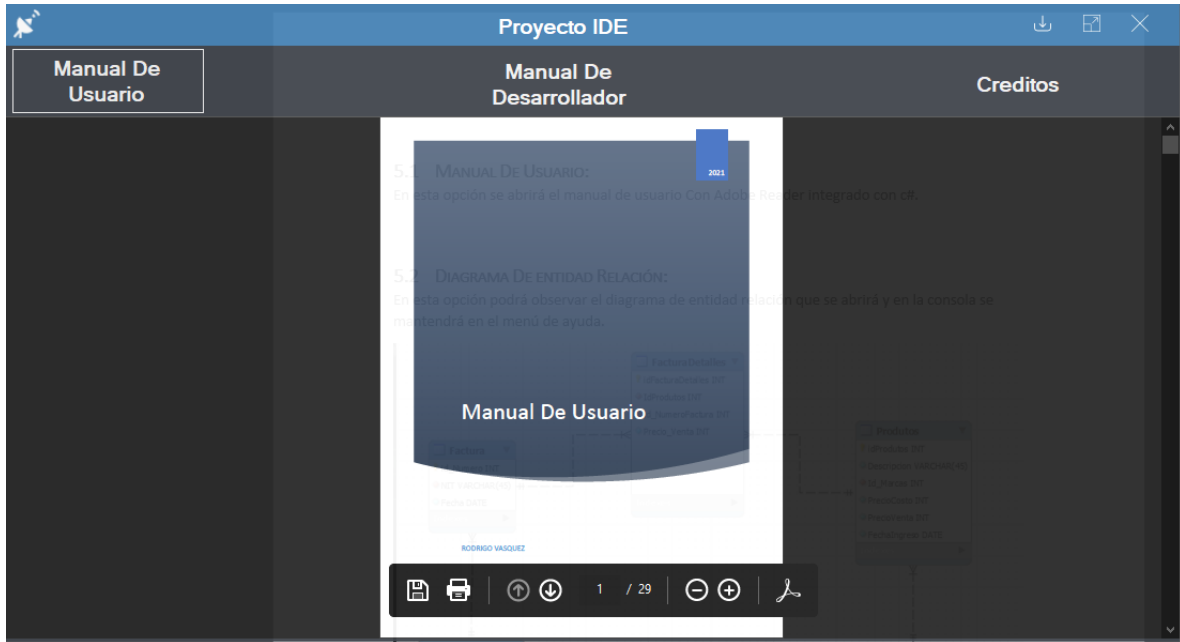 Proyecto IDE
Manual De
Usuario
Manual De
Desarrollador
Creditos
2021
5.1 MANUAL DE USUARIO:
En esta opción se abrirá el manual de usuario Con Adobe Reader integrado con c#.
5.2 DIAGRAMA DE ENTIDAD RELACIÓN:
En esta opción podrá observar el diagrama de entidad relación que se abrirá y en la consola se
mantendrá en el menú de ayuda.
Factura Detalles
Manual De Usuario
Factura
Fecha DATE
RODRIGO VASQUEZ
1 / 29